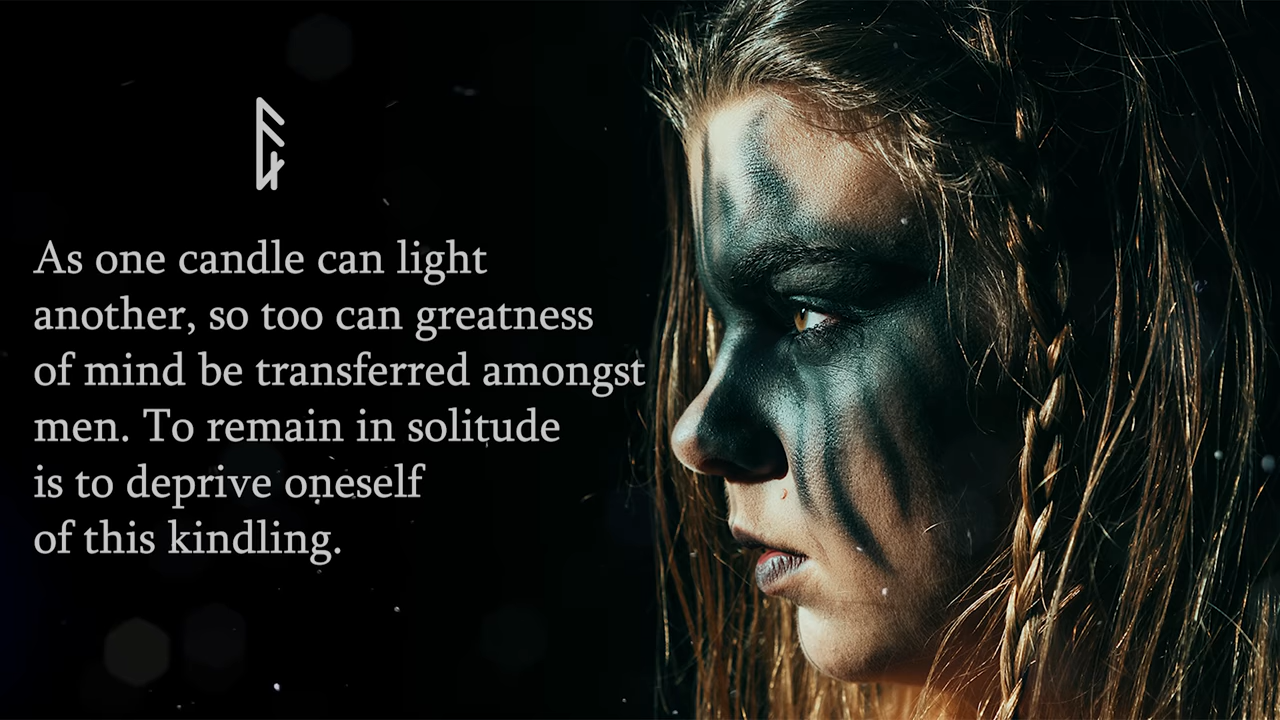 As one candle can light
another, so too can greatness
of mind be transferred amongst
men. To remain in solitude
is to deprive oneself
of this kindling.